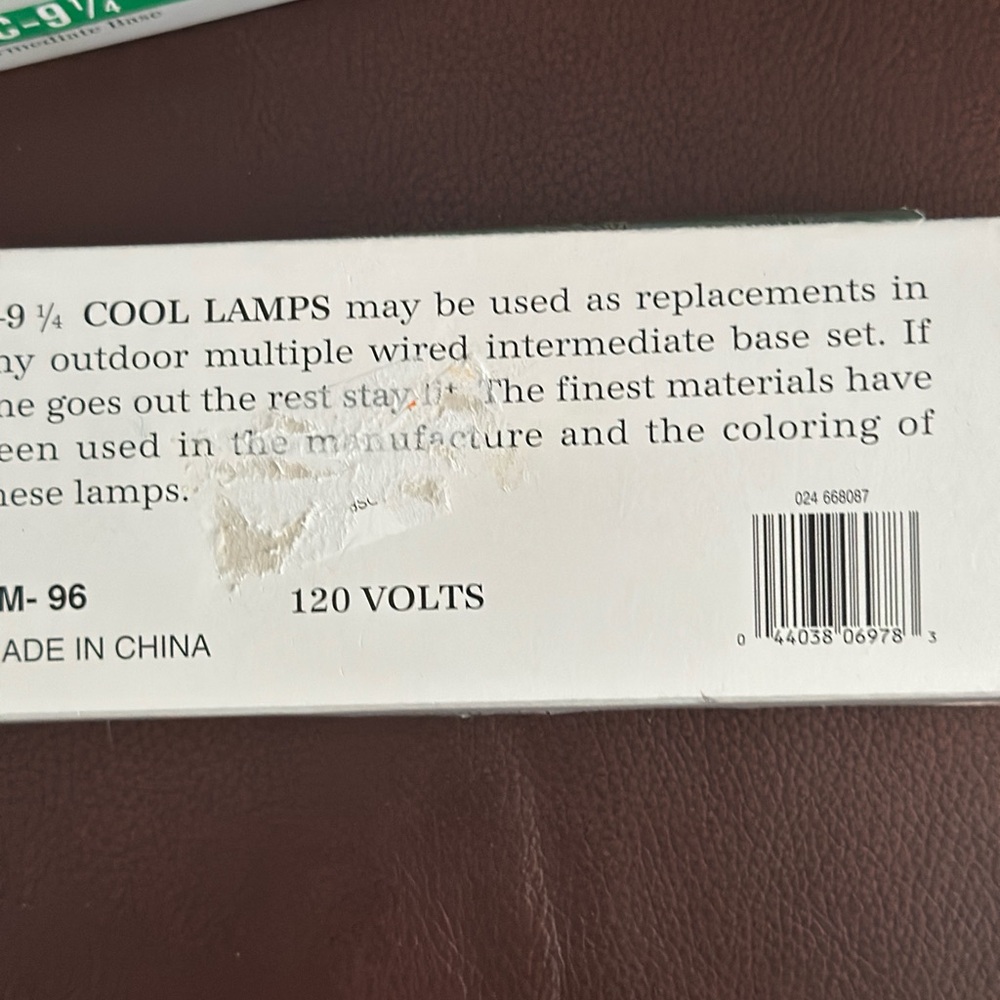 C-9 1/4
mediate Base
-9 1/4 COOL LAMPS may be used as replacements in
ny outdoor multiple wired intermediate base set. If
ne goes out the rest stay lit. The finest materials have
een used in the manufacture and the coloring of
hese lamps.
024 668087
M- 96
120 VOLTS
ADE IN CHINA
0 44038 06978 3